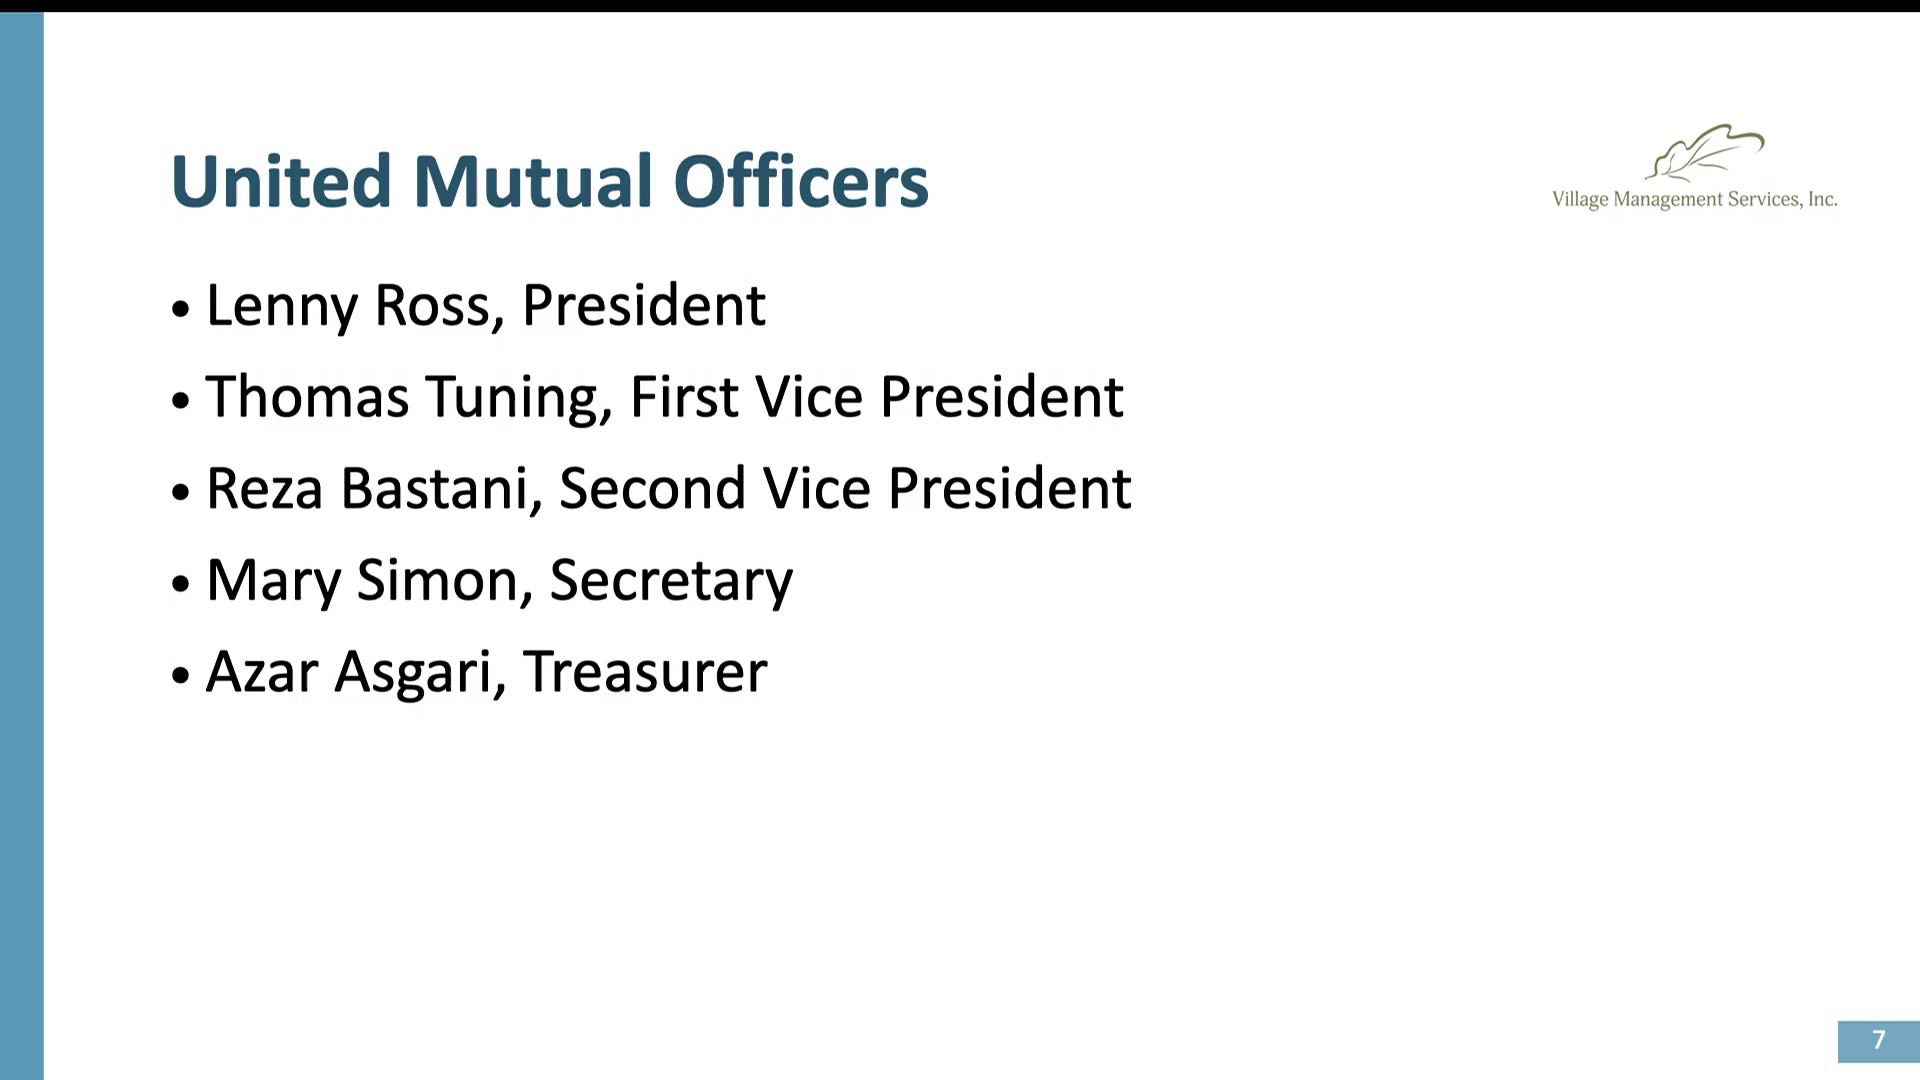 United Mutual Officers
Village Management Services, Inc.
• Lenny Ross, President
• Thomas Tuning, First Vice President
• Reza Bastani, Second Vice President
• Mary Simon, Secretary
• Azar Asgari, Treasurer
7